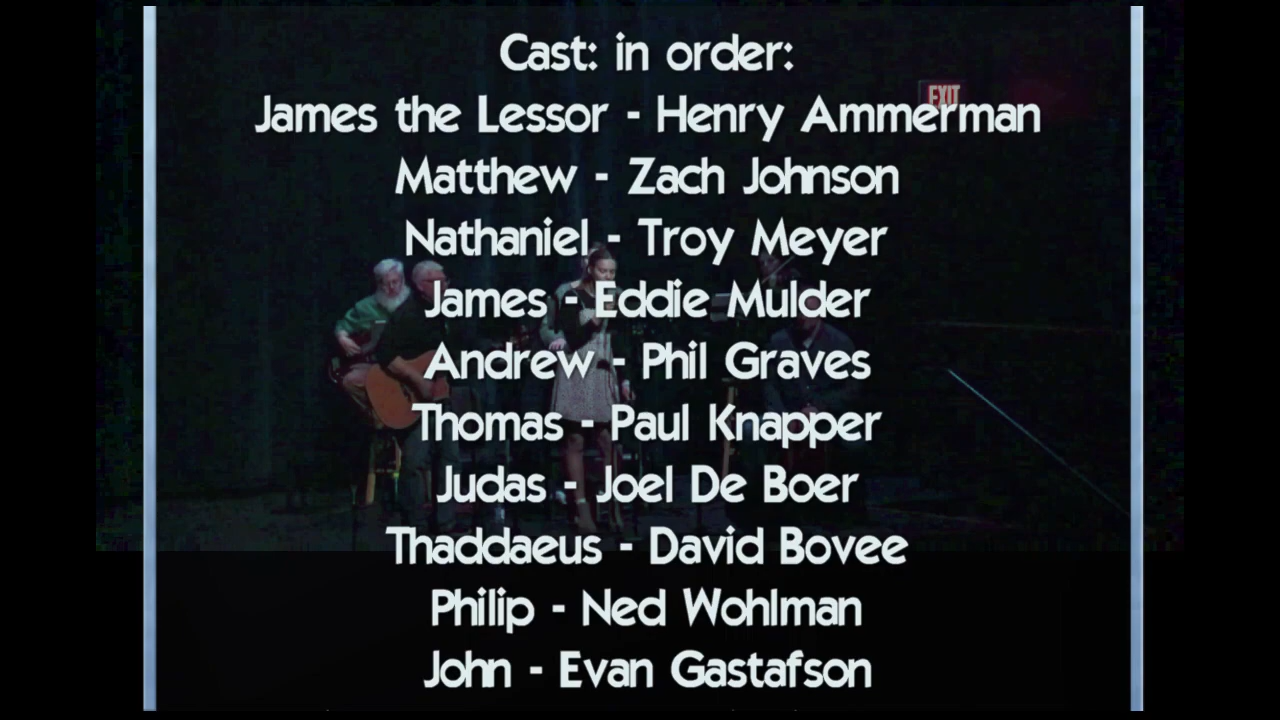 Cast: in order:
EXIT
James the Lessor - Henry Ammerman
Matthew - Zach Johnson
Nathaniel - Troy Meyer
James - Eddie Mulder
Andrew - Phil Graves
Thomas - Paul Knapper
Judas - Joel De Boer
Thaddaeus - David Bovee
Philip - Ned Wohlman
John - Evan Gastafson